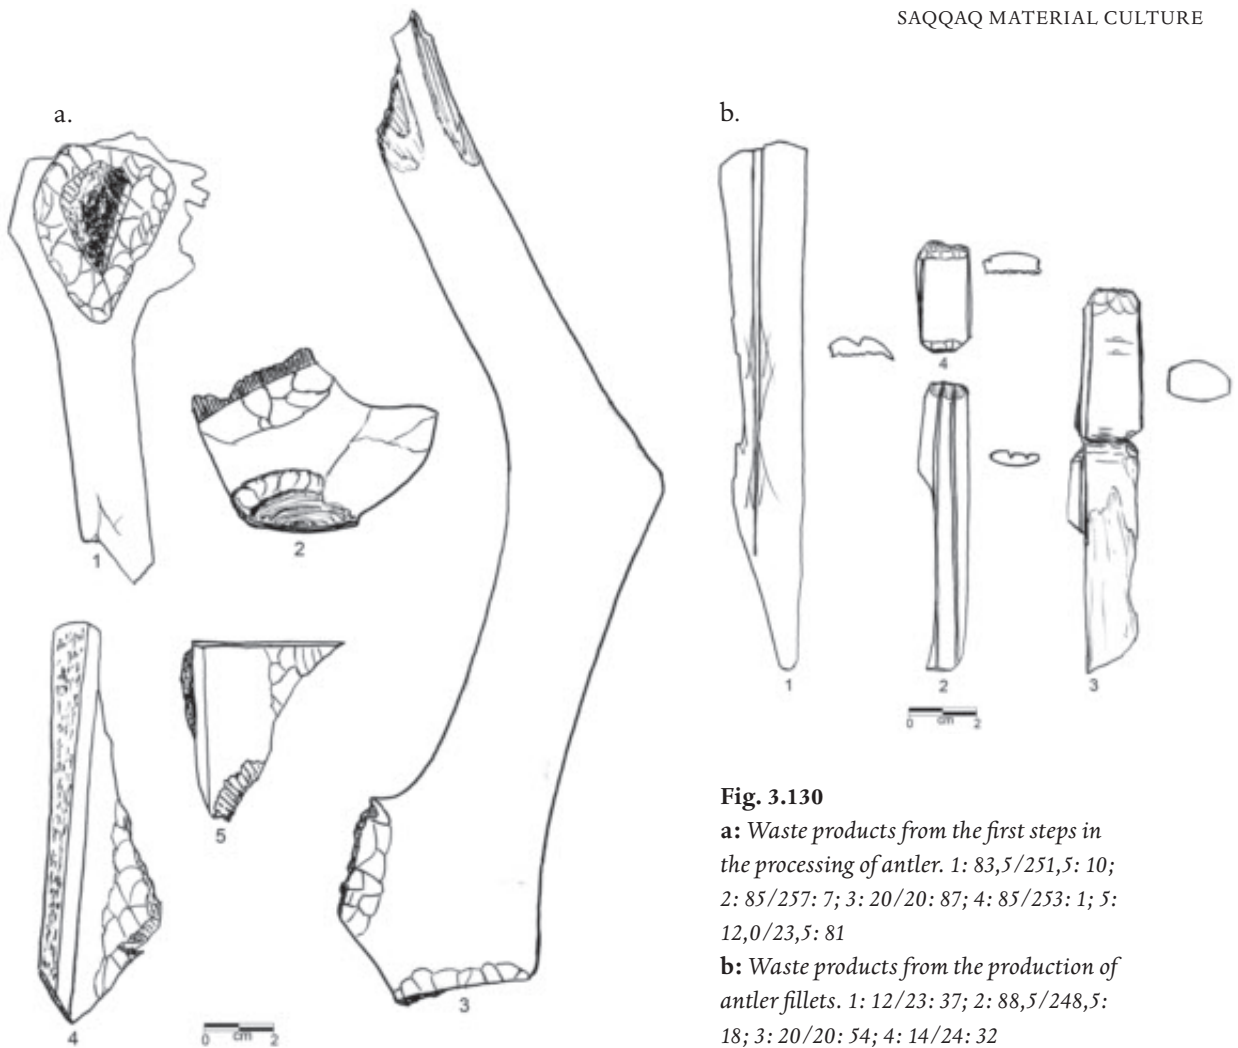 SAQQAQ MATERIAL CULTURE
a.
1
2
3
4
5
0 cm 2
b.
1
2
3
4
0 cm 2
Fig. 3.130
a: Waste products from the first steps in
the processing of antler. 1: 83,5/251,5: 10;
2: 85/257: 7; 3: 20/20: 87; 4: 85/253: 1; 5:
12,0/23,5: 81
b: Waste products from the production of
antler fillets. 1: 12/23: 37; 2: 88,5/248,5:
18; 3: 20/20: 54; 4: 14/24: 32